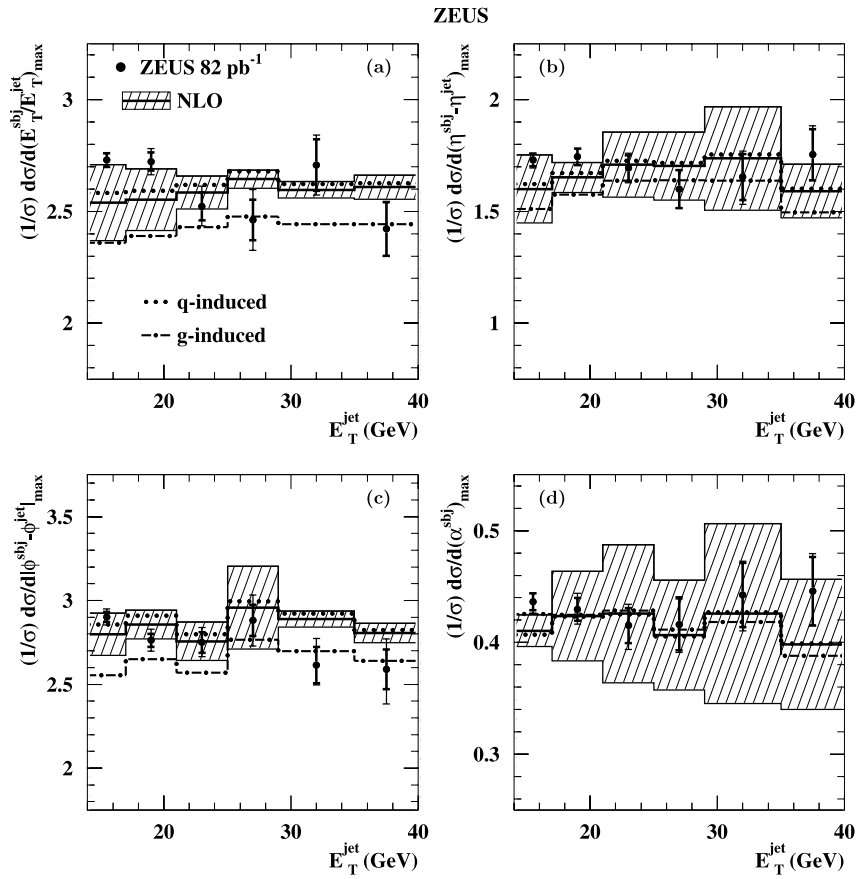 ZEUS
(1/σ) dσ/d(E_T^sbj/E_T^jet)_max
3
2.5
2
ZEUS 82 pb^-1
(a)
NLO
q-induced
g-induced
20 30 40
E_T^jet (GeV)
(1/σ) dσ/d(η^sbj-η^jet)_max
2
1.5
1
(b)
20 30 40
E_T^jet (GeV)
(1/σ) dσ/d|ϕ^sbj-ϕ^jet|_max
3.5
3
2.5
2
(c)
20 30 40
E_T^jet (GeV)
(1/σ) dσ/d(α^sbj)_max
0.5
0.4
0.3
(d)
20 30 40
E_T^jet (GeV)